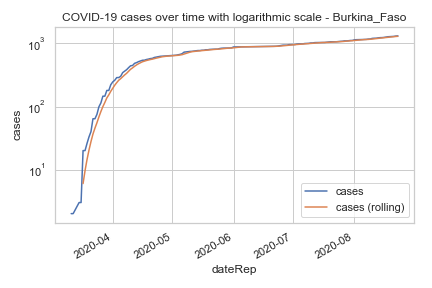 COVID-19 cases over time with logarithmic scale - Burkina_Faso
10³
10²
10¹
cases
cases
cases (rolling)
2020-04
2020-05
2020-06
2020-07
2020-08
dateRep